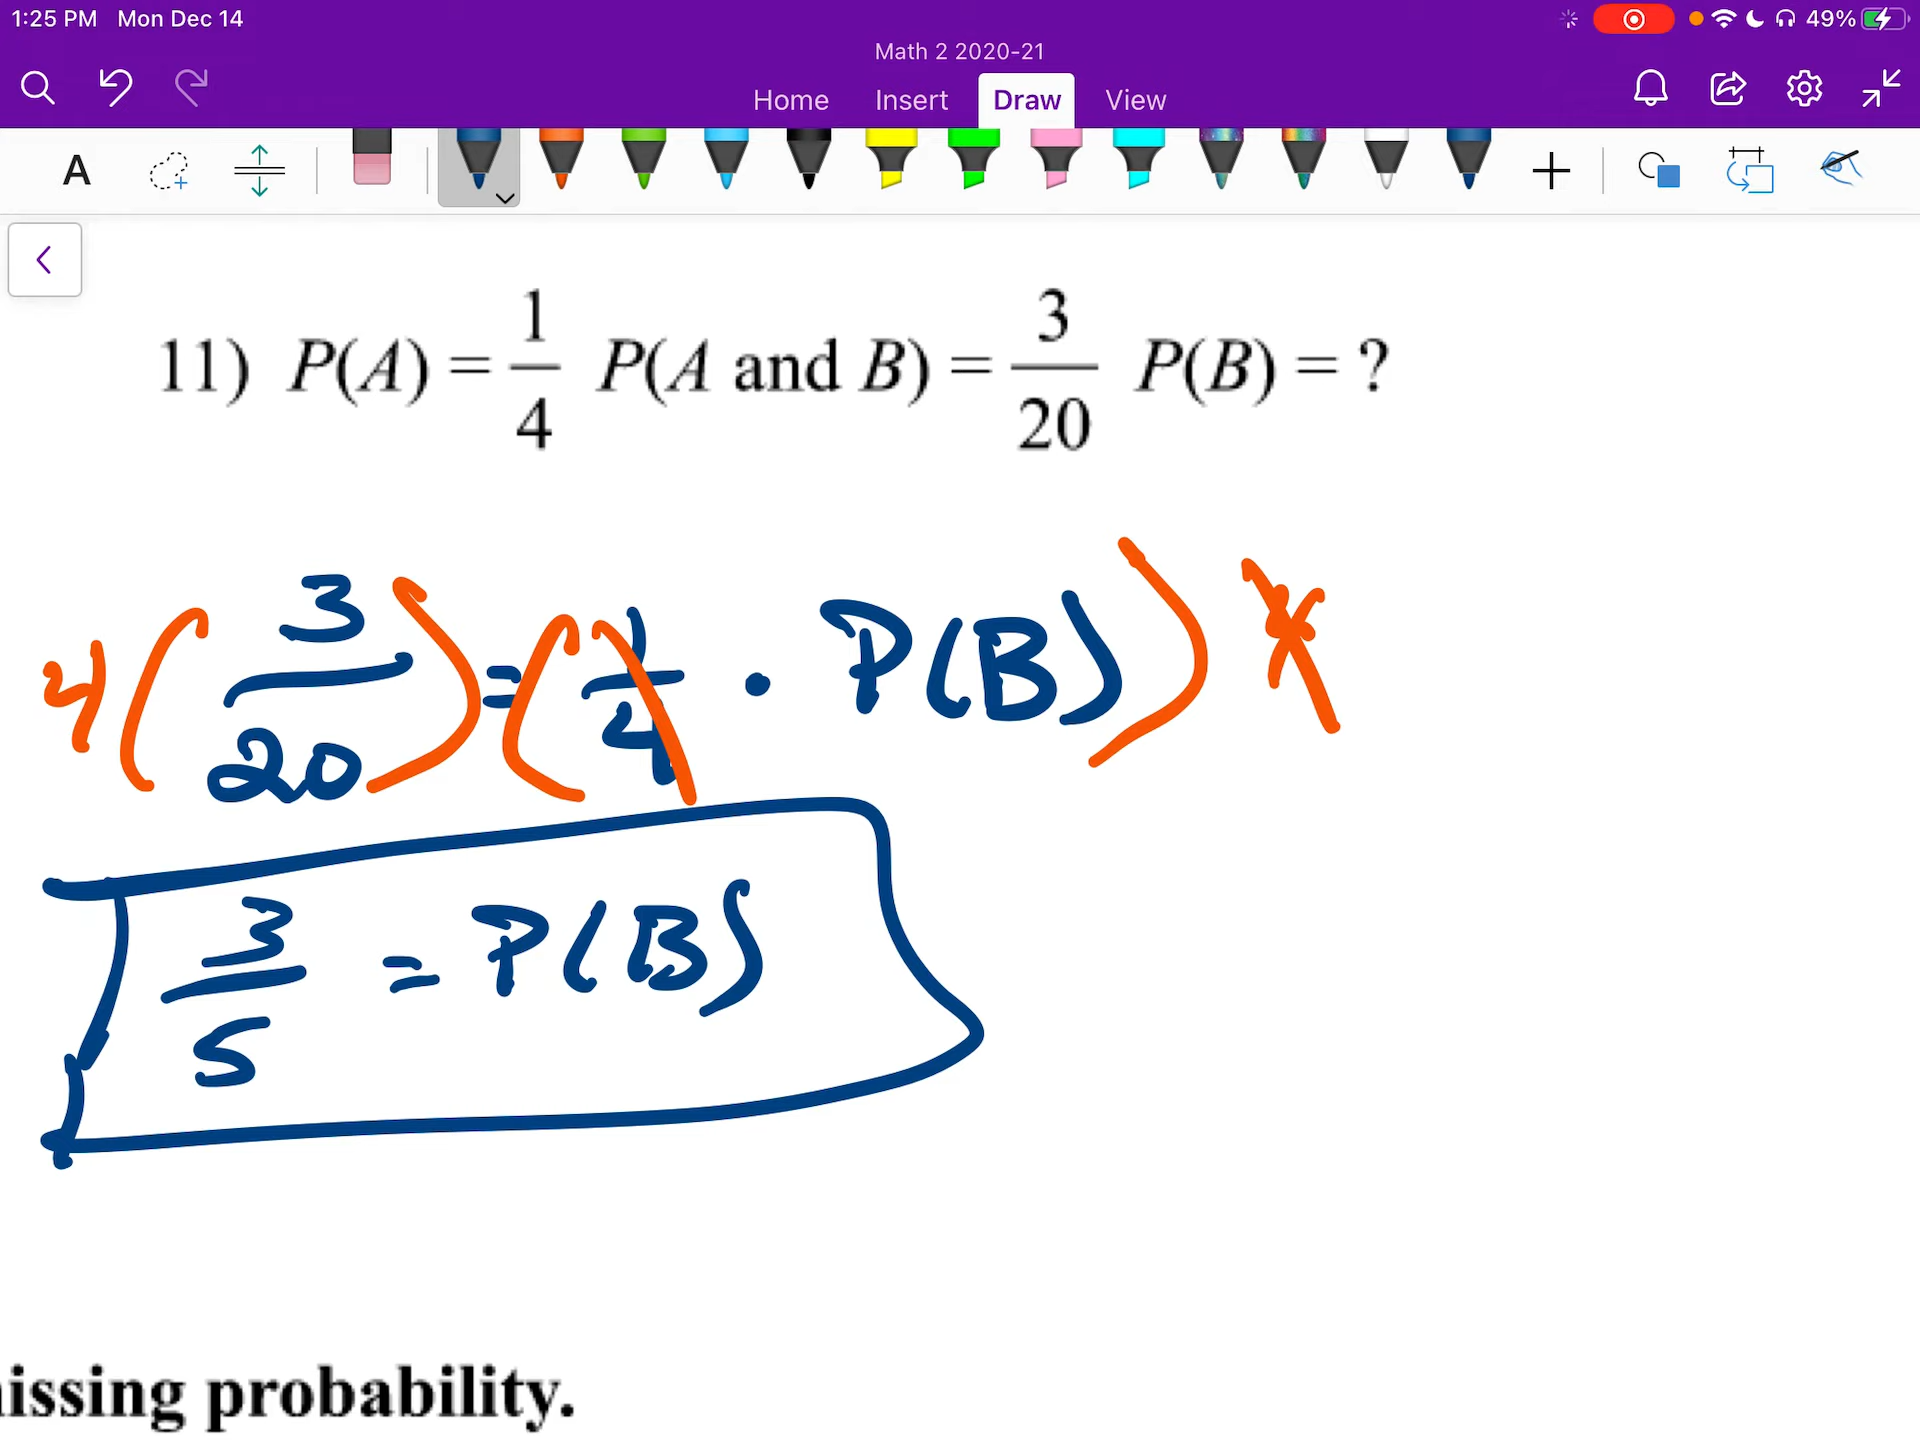 1:25 PM Mon Dec 14 49%
Math 2 2020-21
Home Insert Draw View
A
11) P(A) = 1/4 P(A and B) = 3/20 P(B) = ?
4(3/20) = (1/4 · P(B))4
3/5 = P(B)
issing probability.